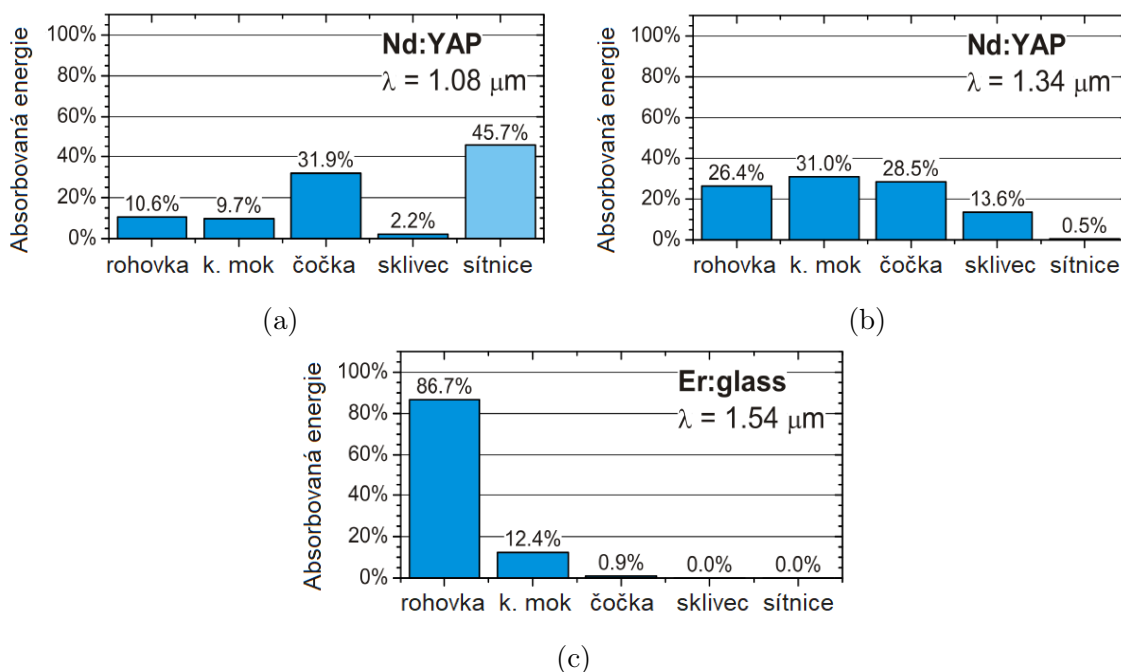 Absorbovaná energie
100%
80%
60%
40%
20%
0%
Nd:YAP
λ = 1.08 μm
10.6%
9.7%
31.9%
2.2%
45.7%
rohovka k. mok čočka sklivec sítnice
(a)
Absorbovaná energie
100%
80%
60%
40%
20%
0%
Nd:YAP
λ = 1.34 μm
26.4%
31.0%
28.5%
13.6%
0.5%
rohovka k. mok čočka sklivec sítnice
(b)
Absorbovaná energie
100%
80%
60%
40%
20%
0%
Er:glass
λ = 1.54 μm
86.7%
12.4%
0.9%
0.0%
0.0%
rohovka k. mok čočka sklivec sítnice
(c)